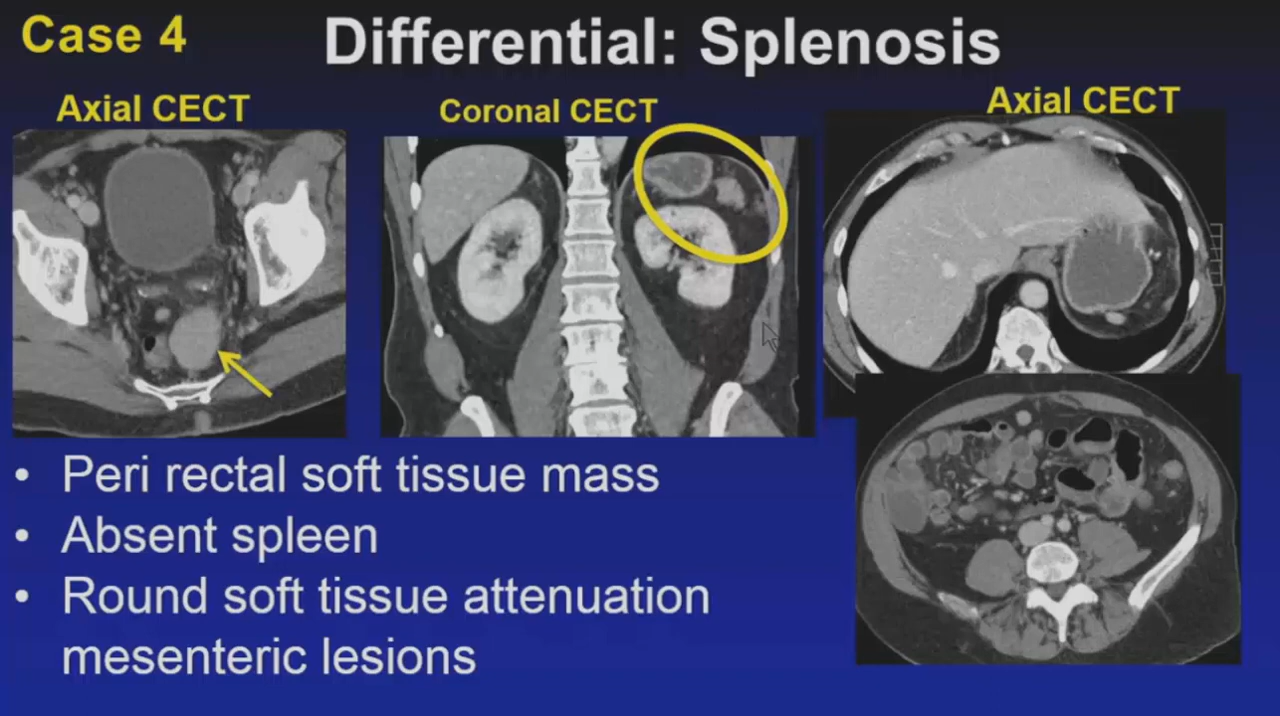 Case 4
Differential: Splenosis
Axial CECT
Coronal CECT
Axial CECT
• Peri rectal soft tissue mass
• Absent spleen
• Round soft tissue attenuation
mesenteric lesions